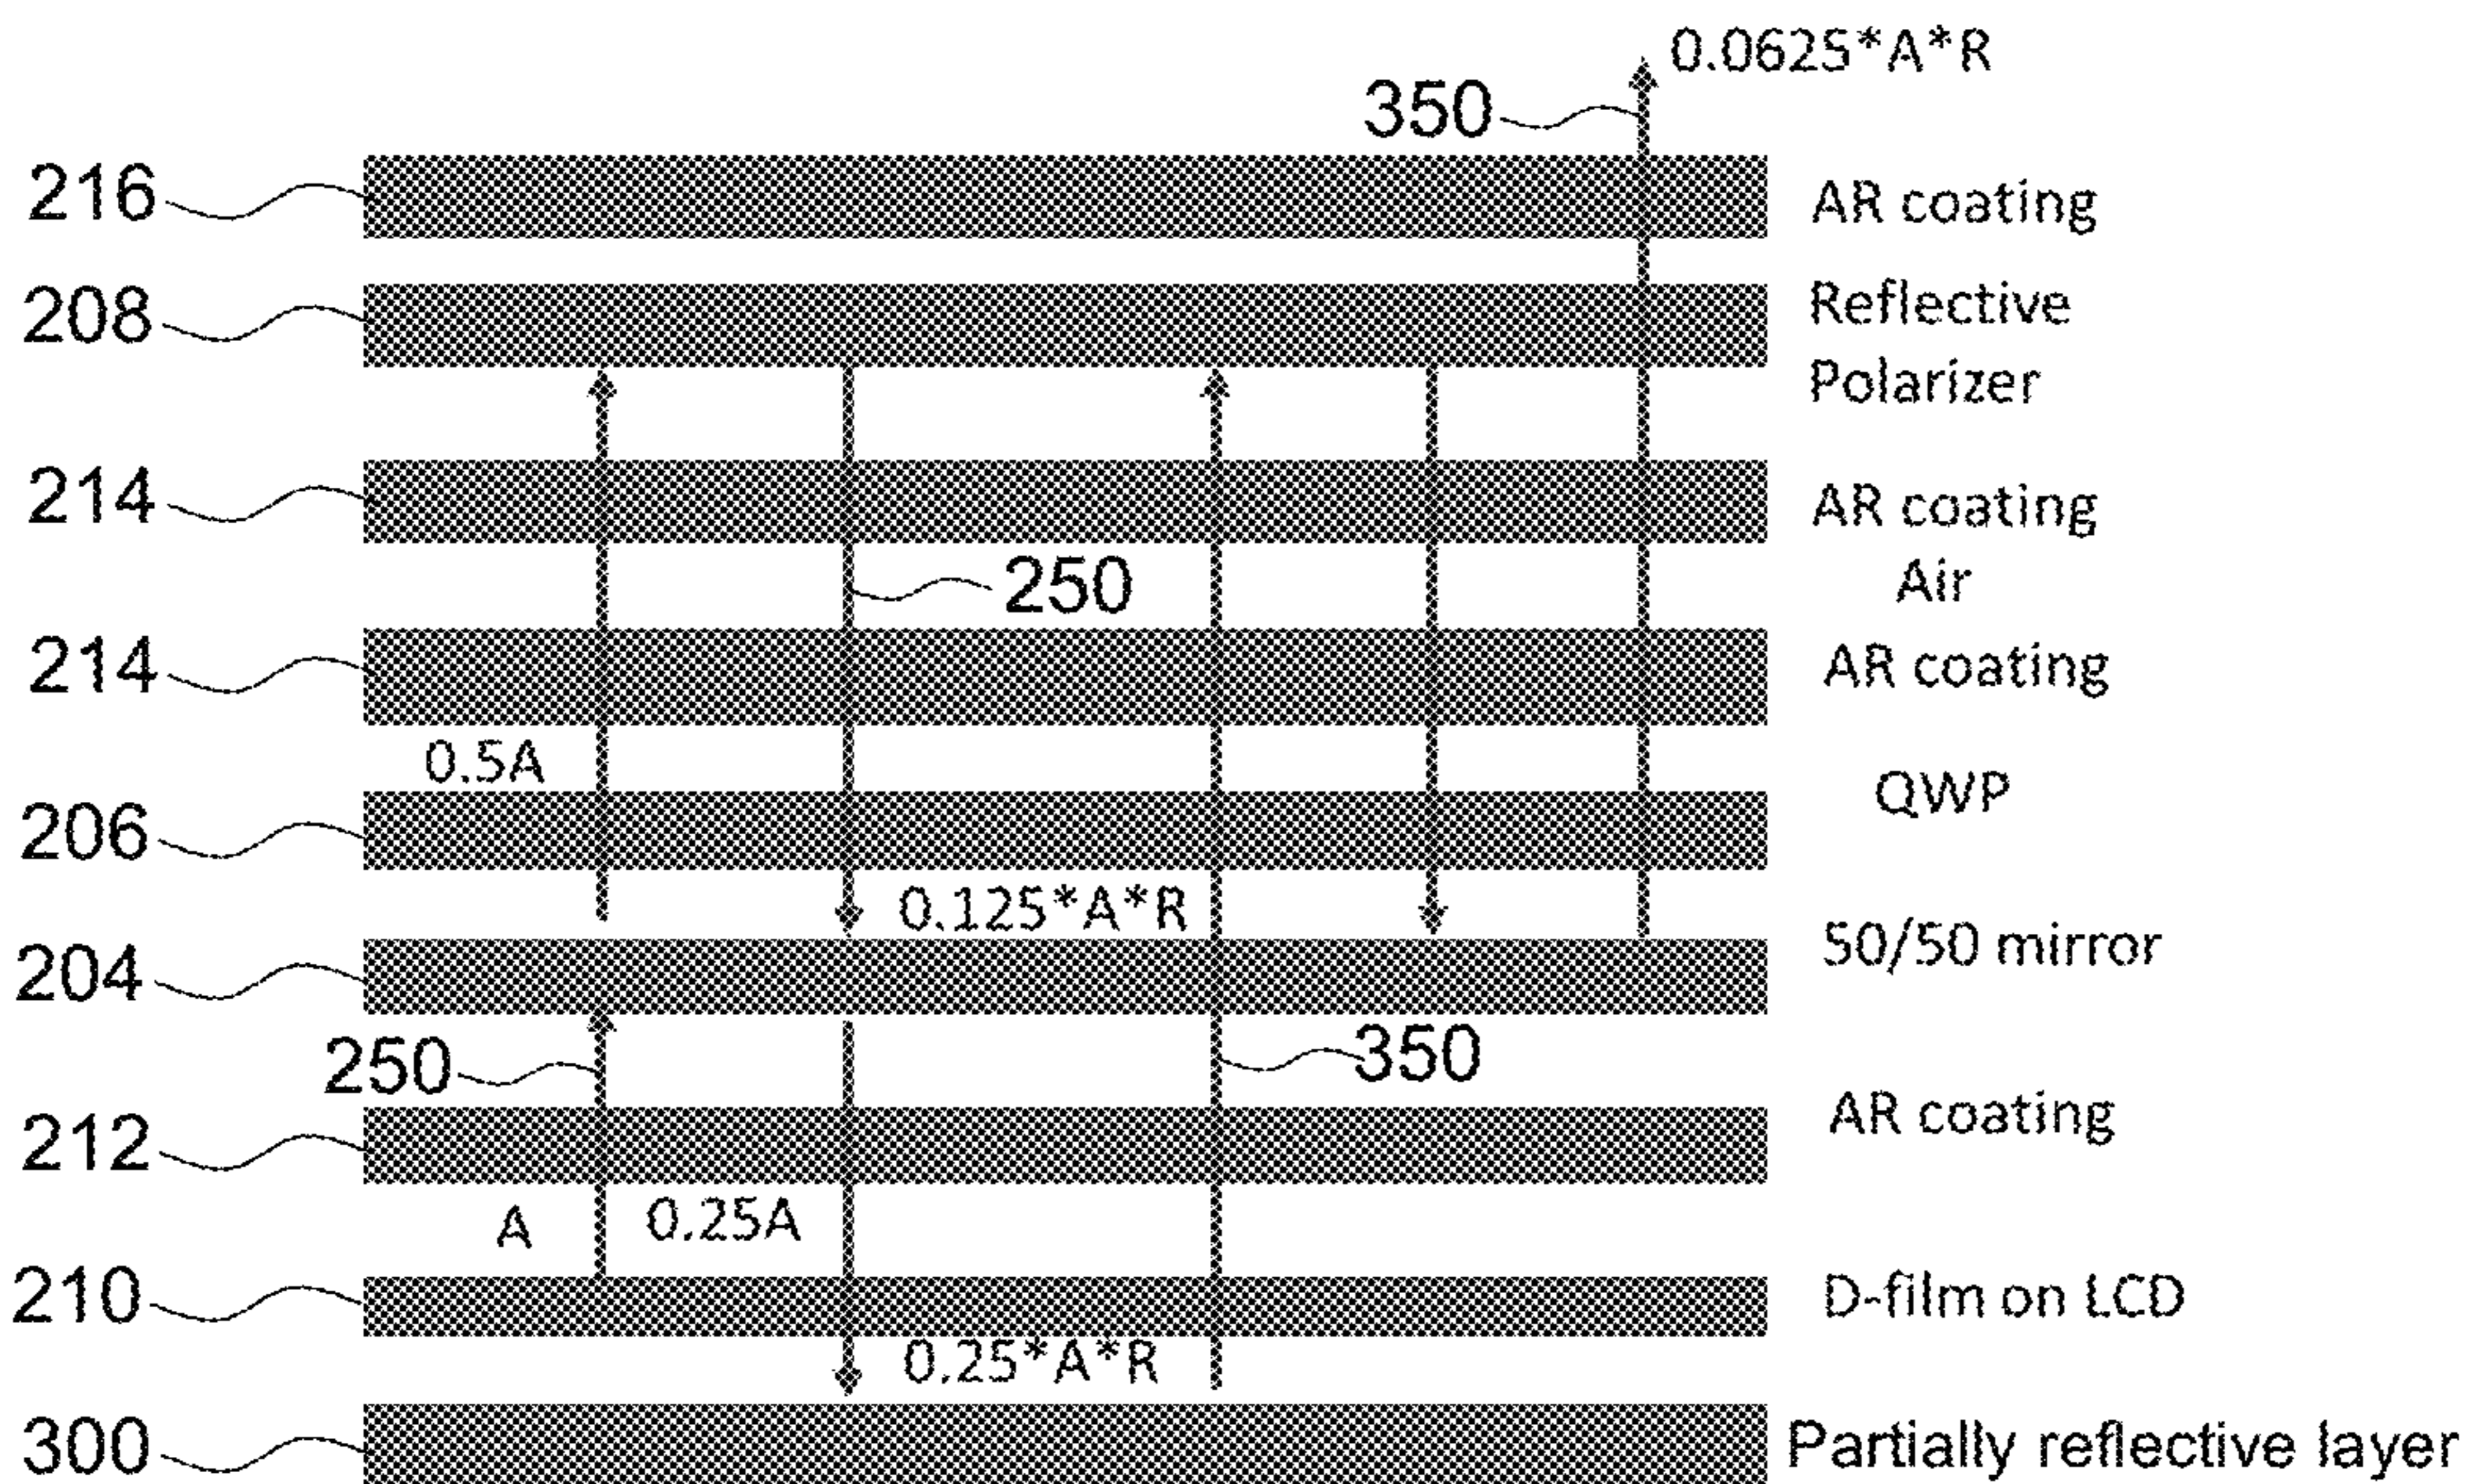 0.0625*A*R
350
216
AR coating
208
Reflective
Polarizer
214
AR coating
250
Air
214
AR coating
0.5A
QWP
206
0.125*A*R
204
50/50 mirror
250
350
212
AR coating
A
0.25A
210
D-film on LCD
0.25*A*R
300
Partially reflective layer